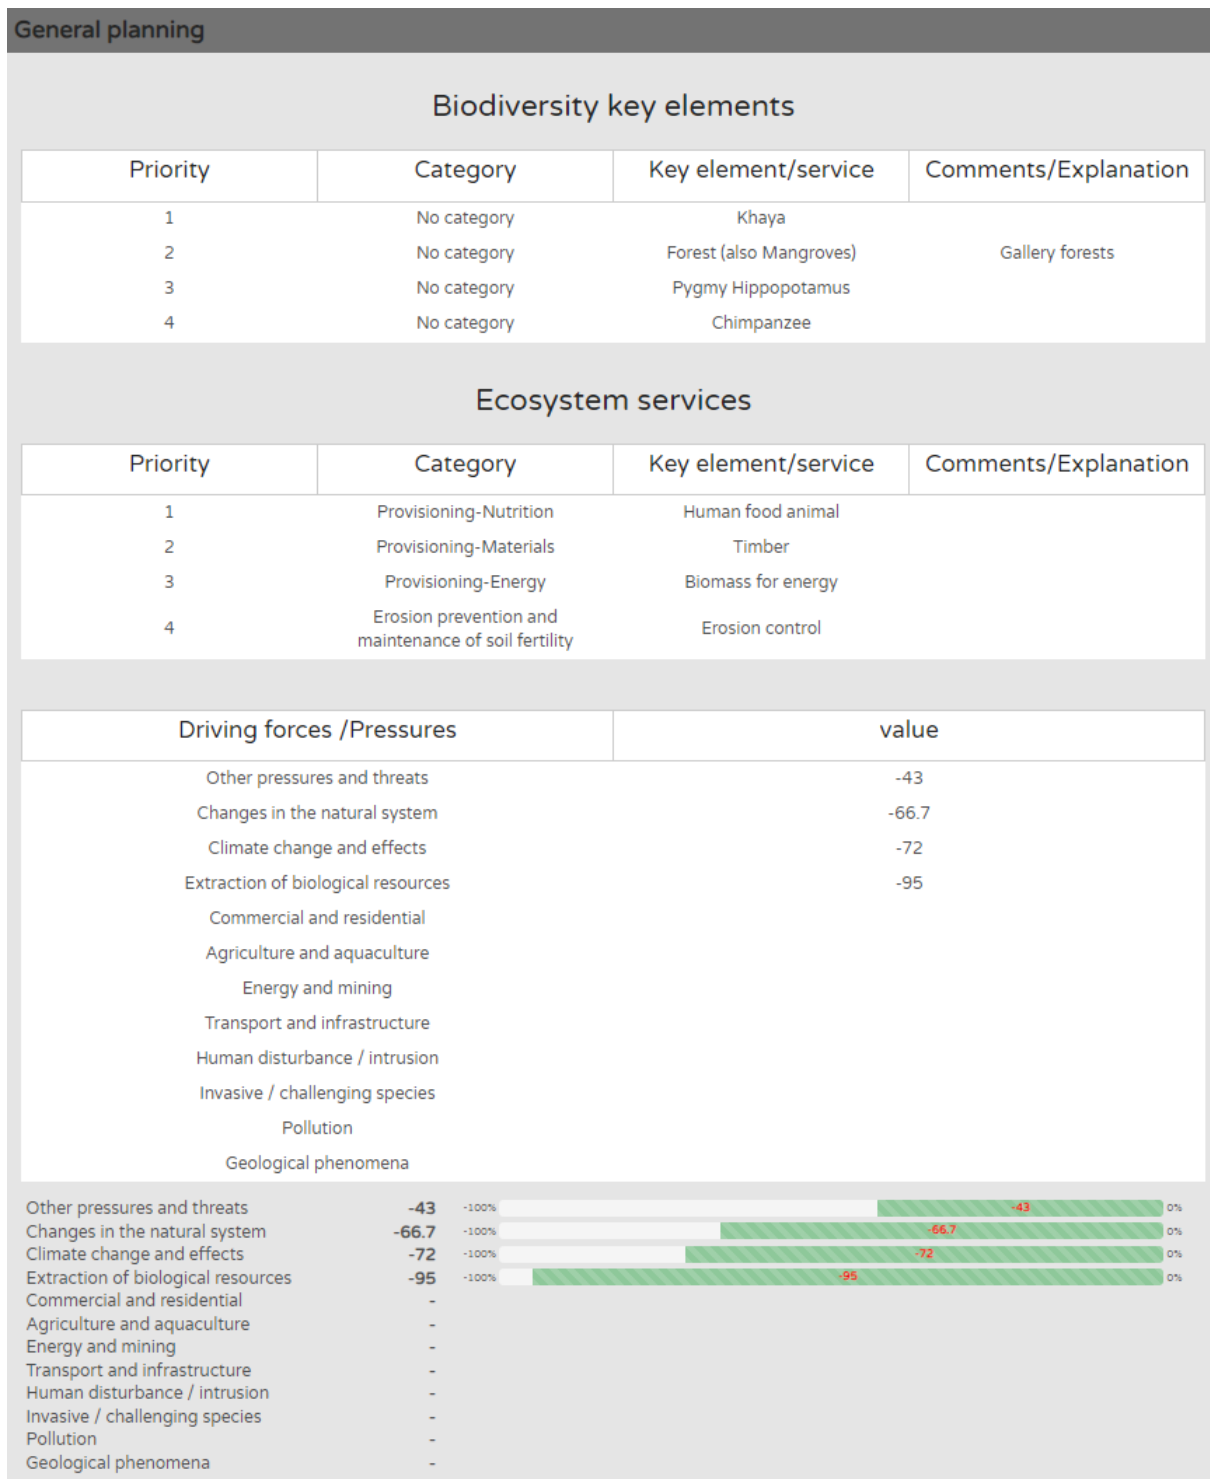 General planning
Biodiversity key elements
Priority Category Key element/service Comments/Explanation
1 No category Khaya
2 No category Forest (also Mangroves) Gallery forests
3 No category Pygmy Hippopotamus
4 No category Chimpanzee
Ecosystem services
Priority Category Key element/service Comments/Explanation
1 Provisioning-Nutrition Human food animal
2 Provisioning-Materials Timber
3 Provisioning-Energy Biomass for energy
4 Erosion prevention and maintenance of soil fertility Erosion control
Driving forces /Pressures value
Other pressures and threats -43
Changes in the natural system -66.7
Climate change and effects -72
Extraction of biological resources -95
Commercial and residential
Agriculture and aquaculture
Energy and mining
Transport and infrastructure
Human disturbance / intrusion
Invasive / challenging species
Pollution
Geological phenomena
Other pressures and threats -43 -100% -43 0%
Changes in the natural system -66.7 -100% -66.7 0%
Climate change and effects -72 -100% -72 0%
Extraction of biological resources -95 -100% -95 0%
Commercial and residential -
Agriculture and aquaculture -
Energy and mining -
Transport and infrastructure -
Human disturbance / intrusion -
Invasive / challenging species -
Pollution -
Geological phenomena -